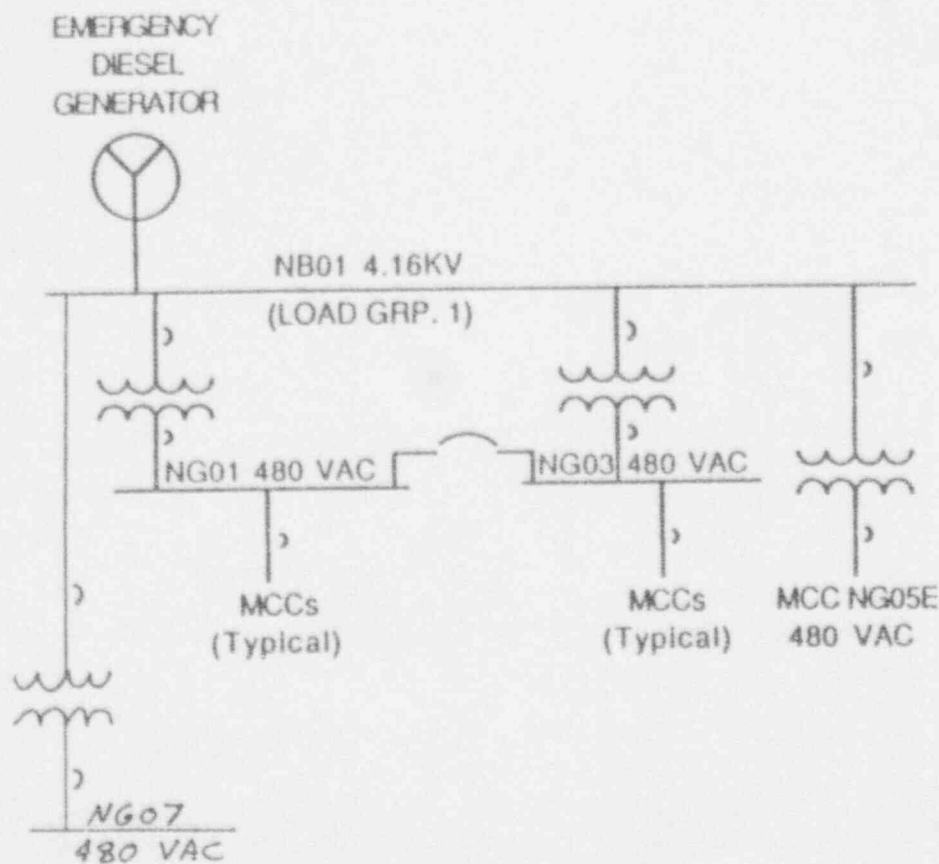 EMERGENCY
DIESEL
GENERATOR
NB01 4.16KV
(LOAD GRP. 1)
NG01 480 VAC
NG03 480 VAC
MCCs
(Typical)
MCCs
(Typical)
MCC NG05E
480 VAC
NG07
480 VAC